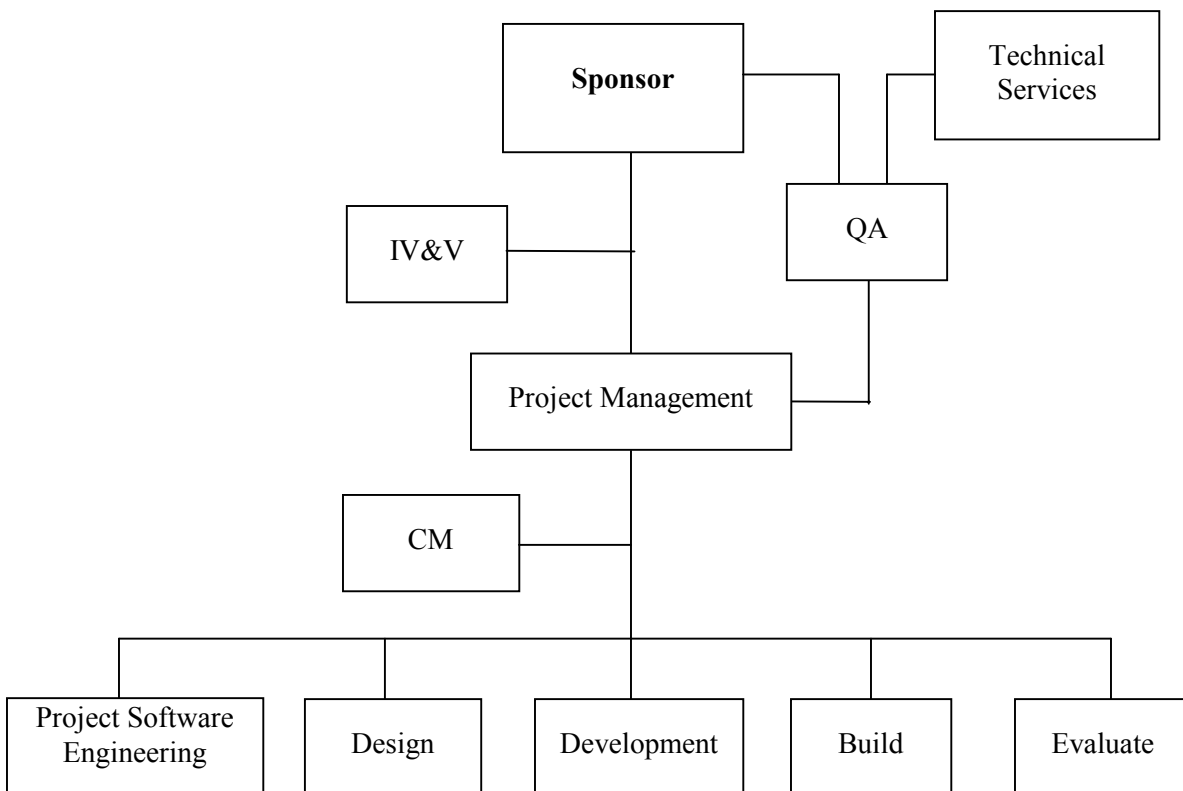 Sponsor
Technical
Services
IV&V
QA
Project Management
CM
Project Software
Engineering
Design
Development
Build
Evaluate